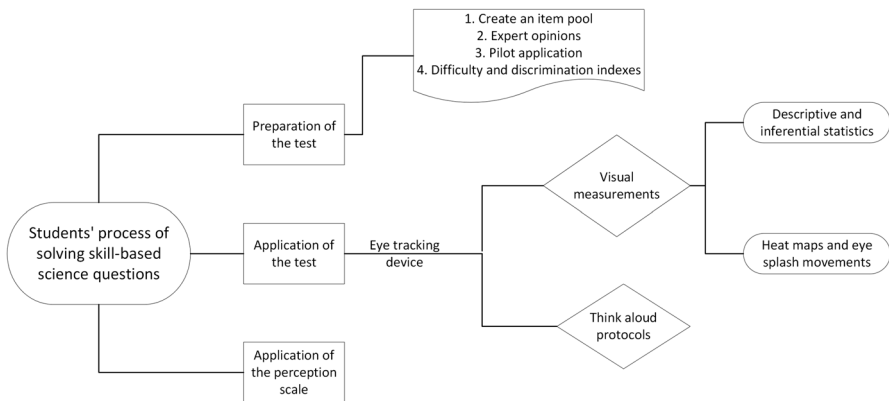 1. Create an item pool
2. Expert opinions
3. Pilot application
4. Difficulty and discrimination indexes
Preparation of
the test
Descriptive and
inferential statistics
Visual
measurements
Students' process of
solving skill-based
science questions
Application of
the test
Eye tracking
device
Heat maps and eye
splash movements
Think aloud
protocols
Application of
the perception
scale